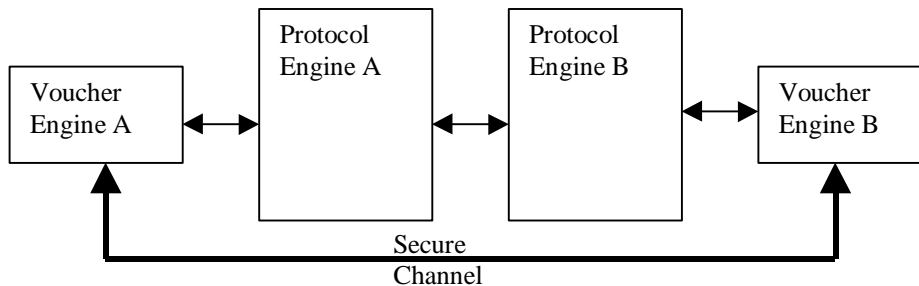 Voucher
Engine A
Protocol
Engine A
Protocol
Engine B
Voucher
Engine B
Secure
Channel